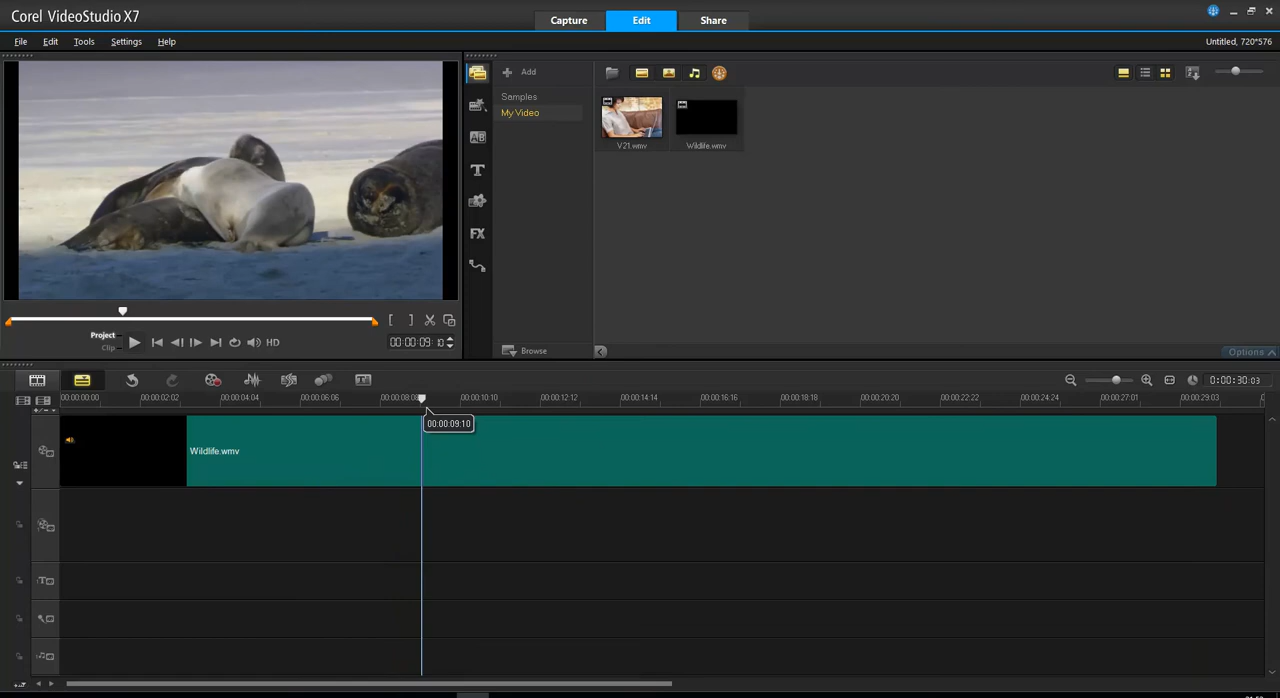 Corel VideoStudio X7
Capture
Edit
Share
File
Edit
Tools
Settings
Help
Untitled, 720*576
Add
Samples
My Video
V21.wmv
Wildlife.wmv
Project
Clip
HD
00:00:09:10
Browse
Options
0:00:30:03
00:00:00:00
00:00:02:02
00:00:04:04
00:00:06:06
00:00:08:0
00:00:10:10
00:00:12:12
00:00:14:14
00:00:16:16
00:00:18:18
00:00:20:20
00:00:22:22
00:00:24:24
00:00:27:01
00:00:29:03
00:00:09:10
Wildlife.wmv